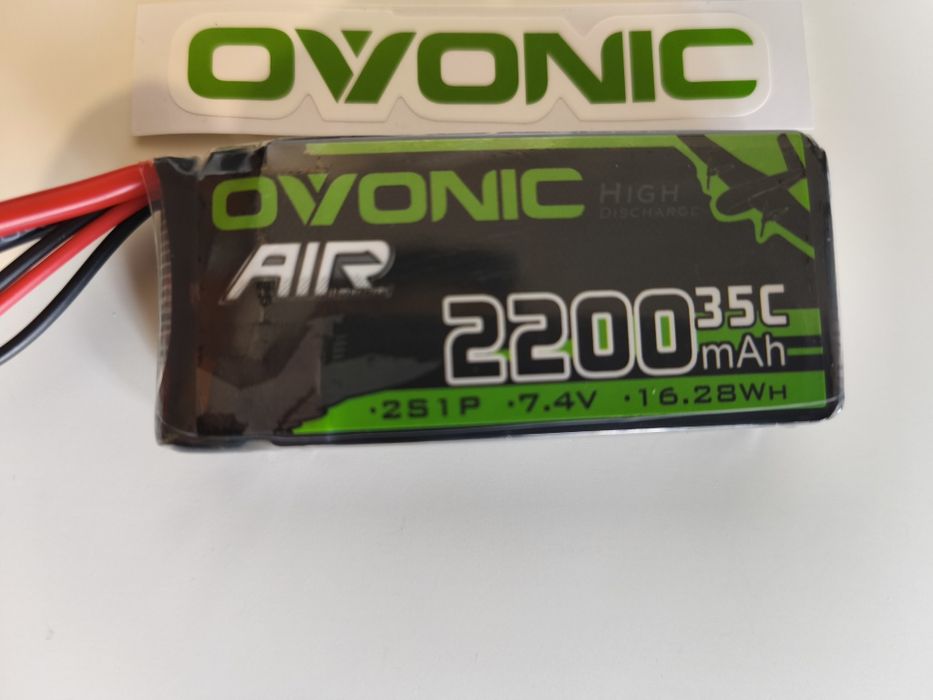 OVONIC
OVONIC HIGH DISCHARGE
AIR
2200 35C mAh
·2S1P ·7.4V ·16.28WH